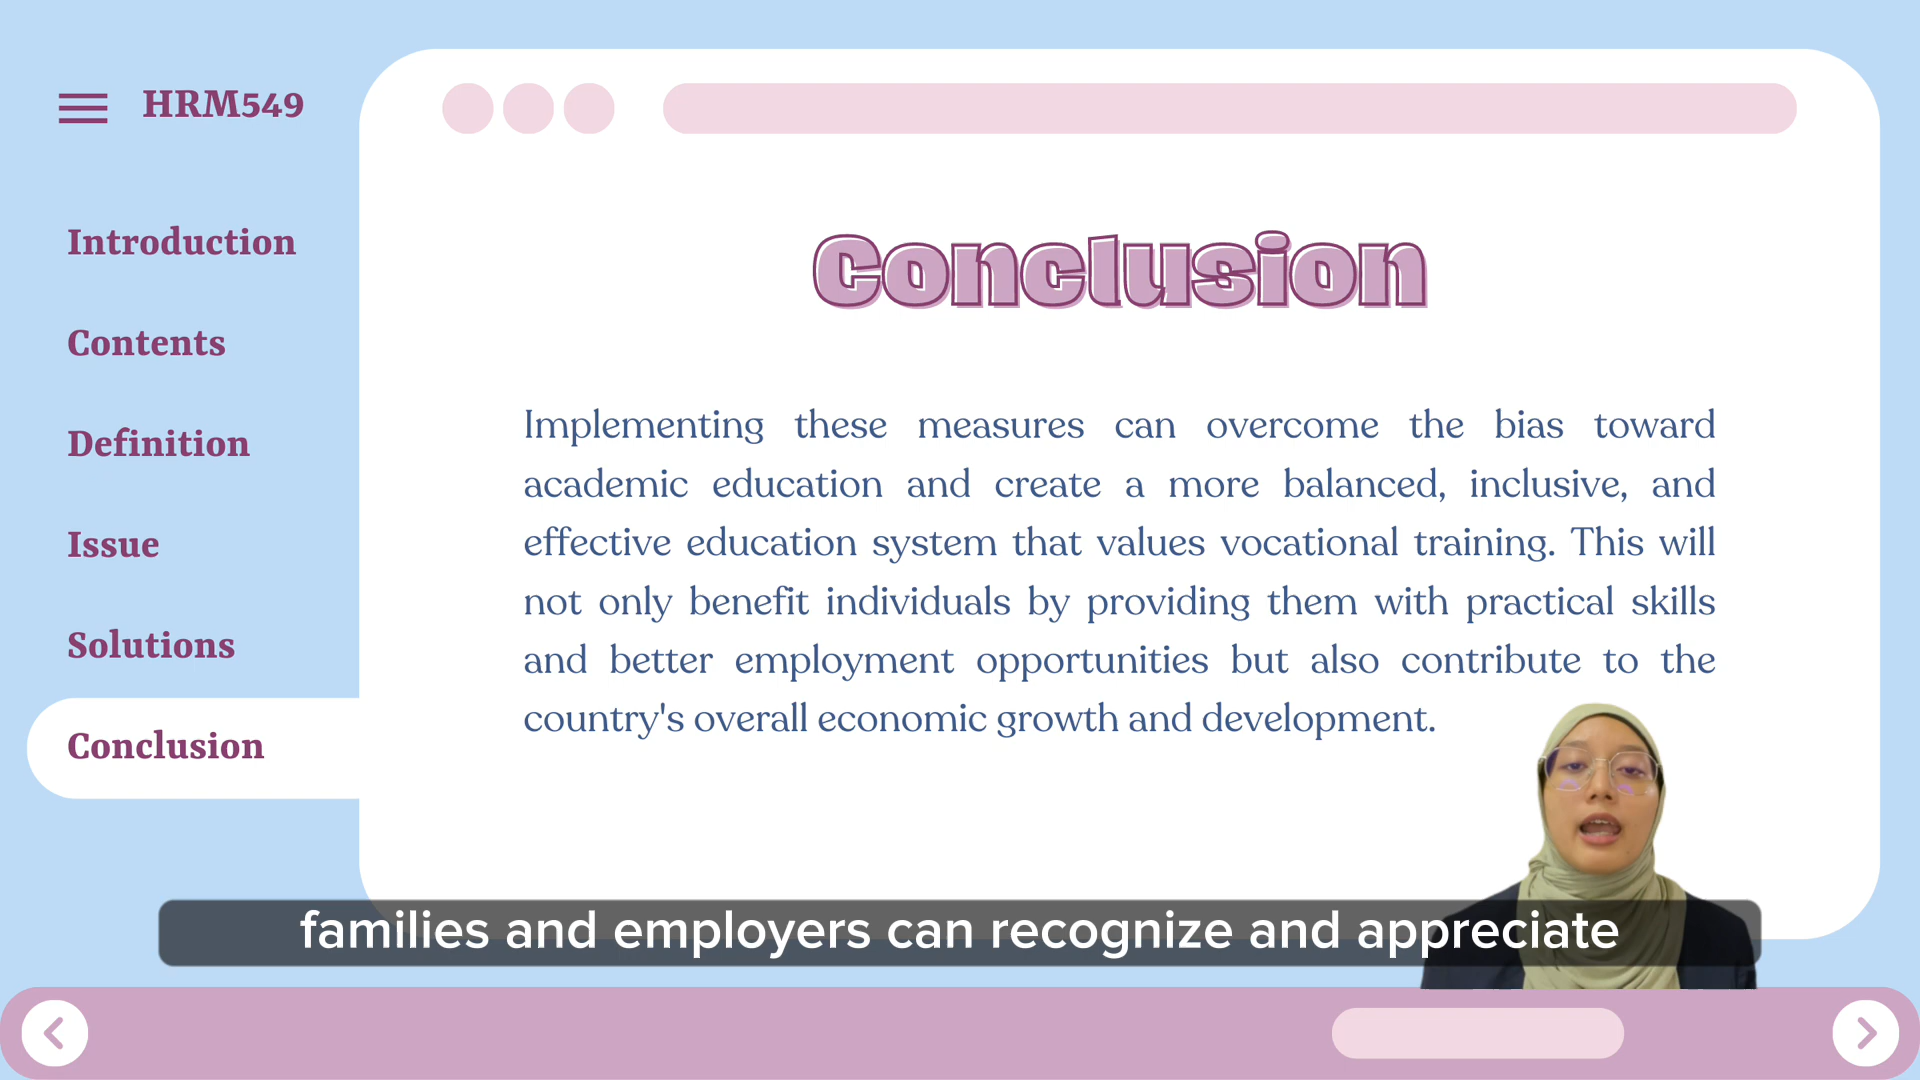 HRM549
Introduction
Contents
Definition
Issue
Solutions
Conclusion
Conclusion
Implementing these measures can overcome the bias toward
academic education and create a more balanced, inclusive, and
effective education system that values vocational training. This will
not only benefit individuals by providing them with practical skills
and better employment opportunities but also contribute to the
country's overall economic growth and development.
families and employers can recognize and appreciate